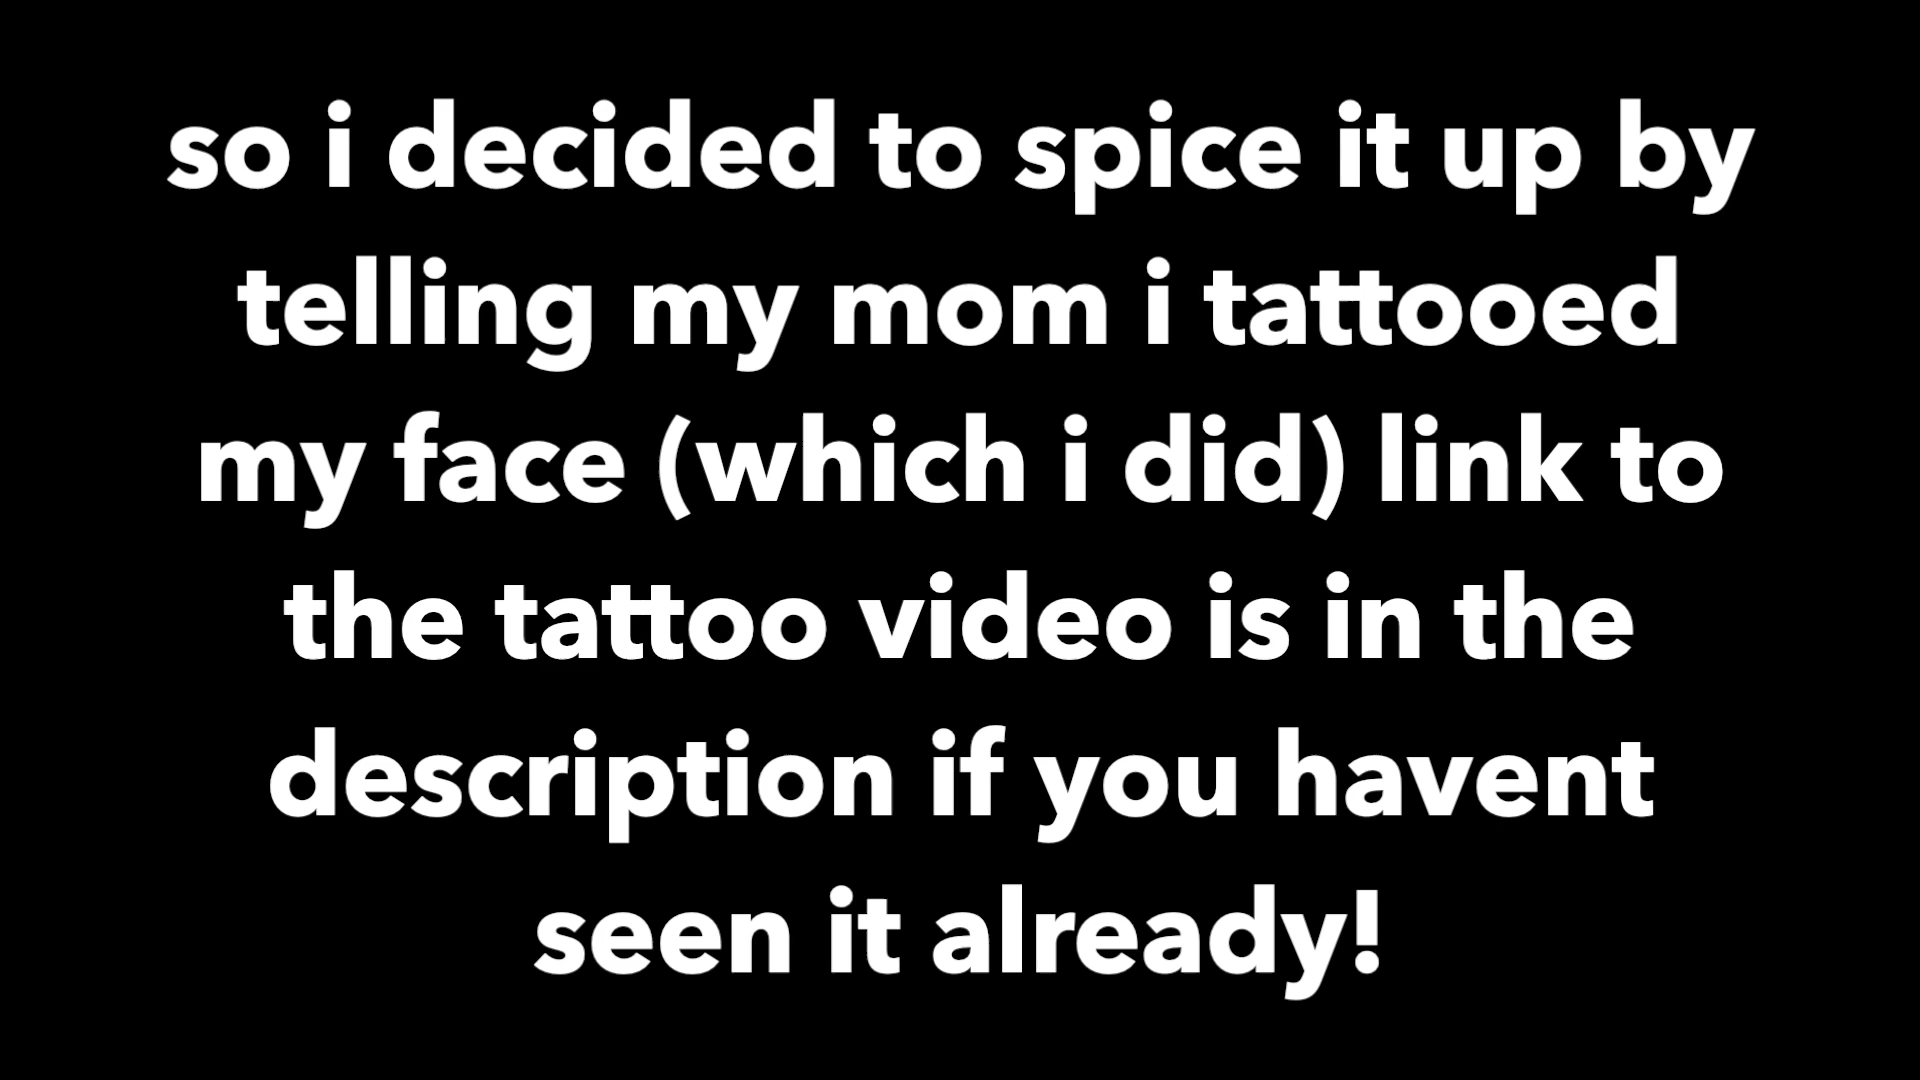 so i decided to spice it up by
telling my mom i tattooed
my face (which i did) link to
the tattoo video is in the
description if you havent
seen it already!